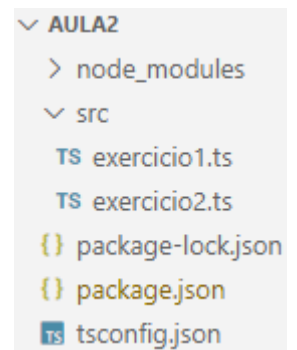 AULA2
node_modules
src
TS exercicio1.ts
TS exercicio2.ts
{} package-lock.json
{} package.json
TS tsconfig.json